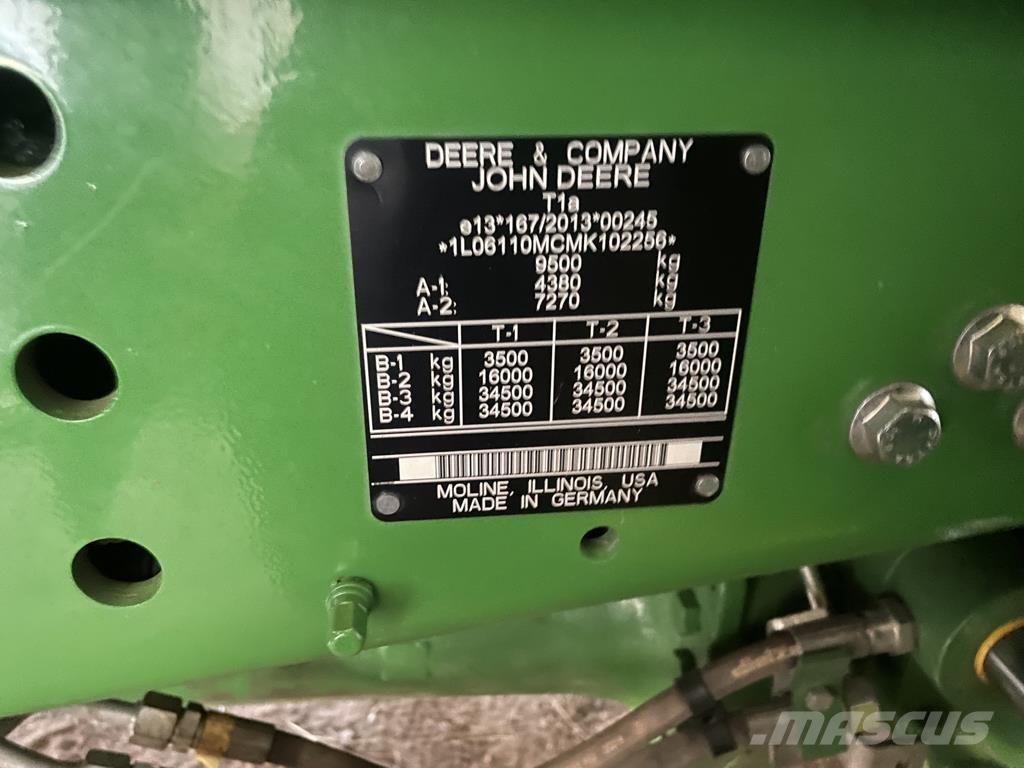 DEERE & COMPANY
JOHN DEERE
T1a
e13*167/2013*00245
*1L06110MCMK102256*
9500 kg
A-1: 4380 kg
A-2: 7270 kg
T-1 T-2 T-3
B-1 kg 3500 3500 3500
B-2 kg 16000 16000 16000
B-3 kg 34500 34500 34500
B-4 kg 34500 34500 34500
MOLINE, ILLINOIS, USA
MADE IN GERMANY
MASCUS